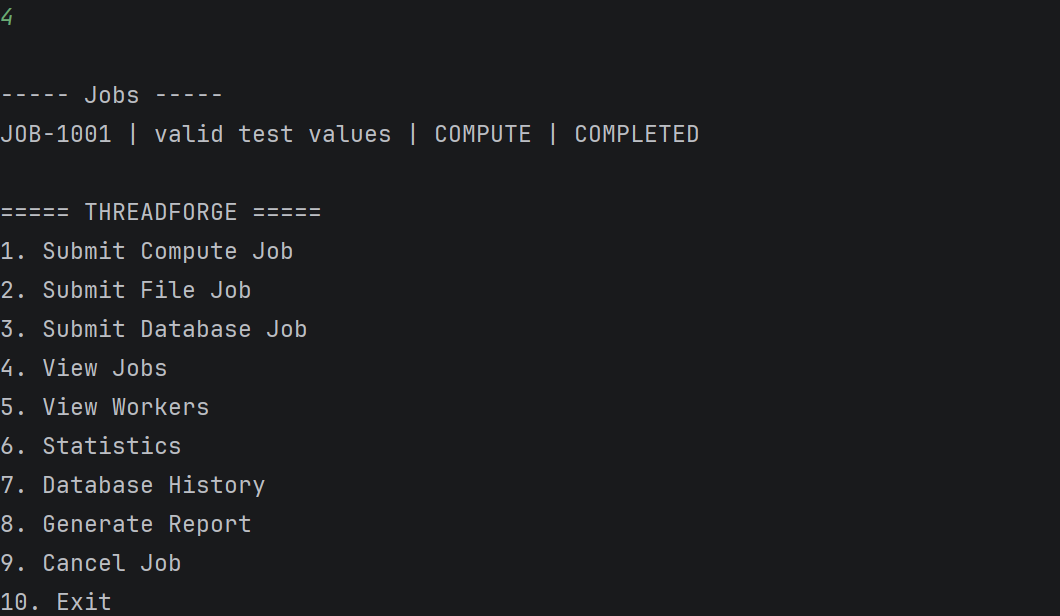 4
----- Jobs -----
JOB-1001 | valid test values | COMPUTE | COMPLETED
===== THREADFORGE =====
1. Submit Compute Job
2. Submit File Job
3. Submit Database Job
4. View Jobs
5. View Workers
6. Statistics
7. Database History
8. Generate Report
9. Cancel Job
10. Exit